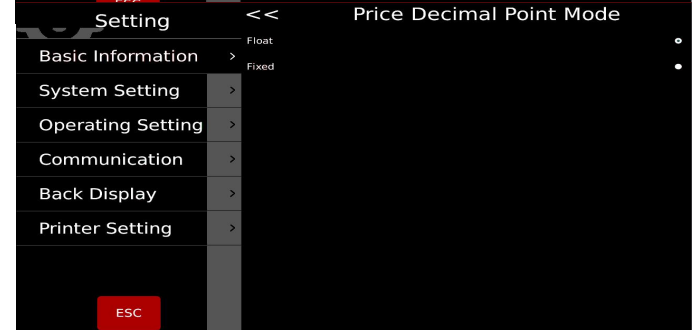 Setting
Basic Information >
System Setting >
Operating Setting >
Communication >
Back Display >
Printer Setting >
ESC
<< Price Decimal Point Mode
Float
Fixed